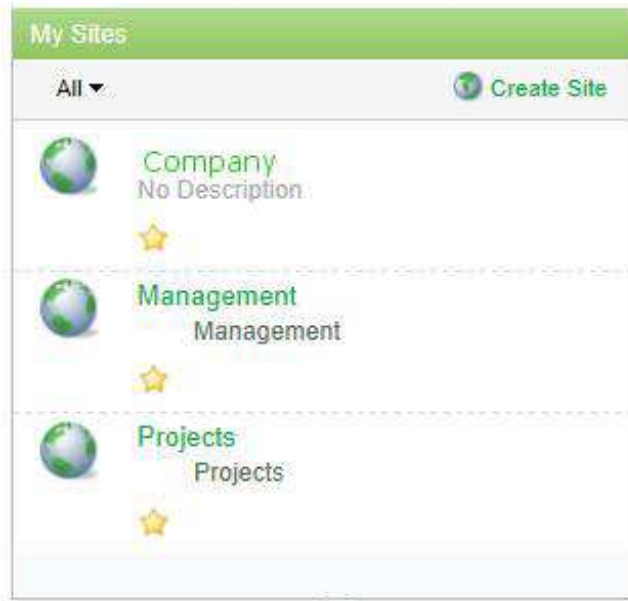 My Sites
All Create Site
Company
No Description
Management
Management
Projects
Projects